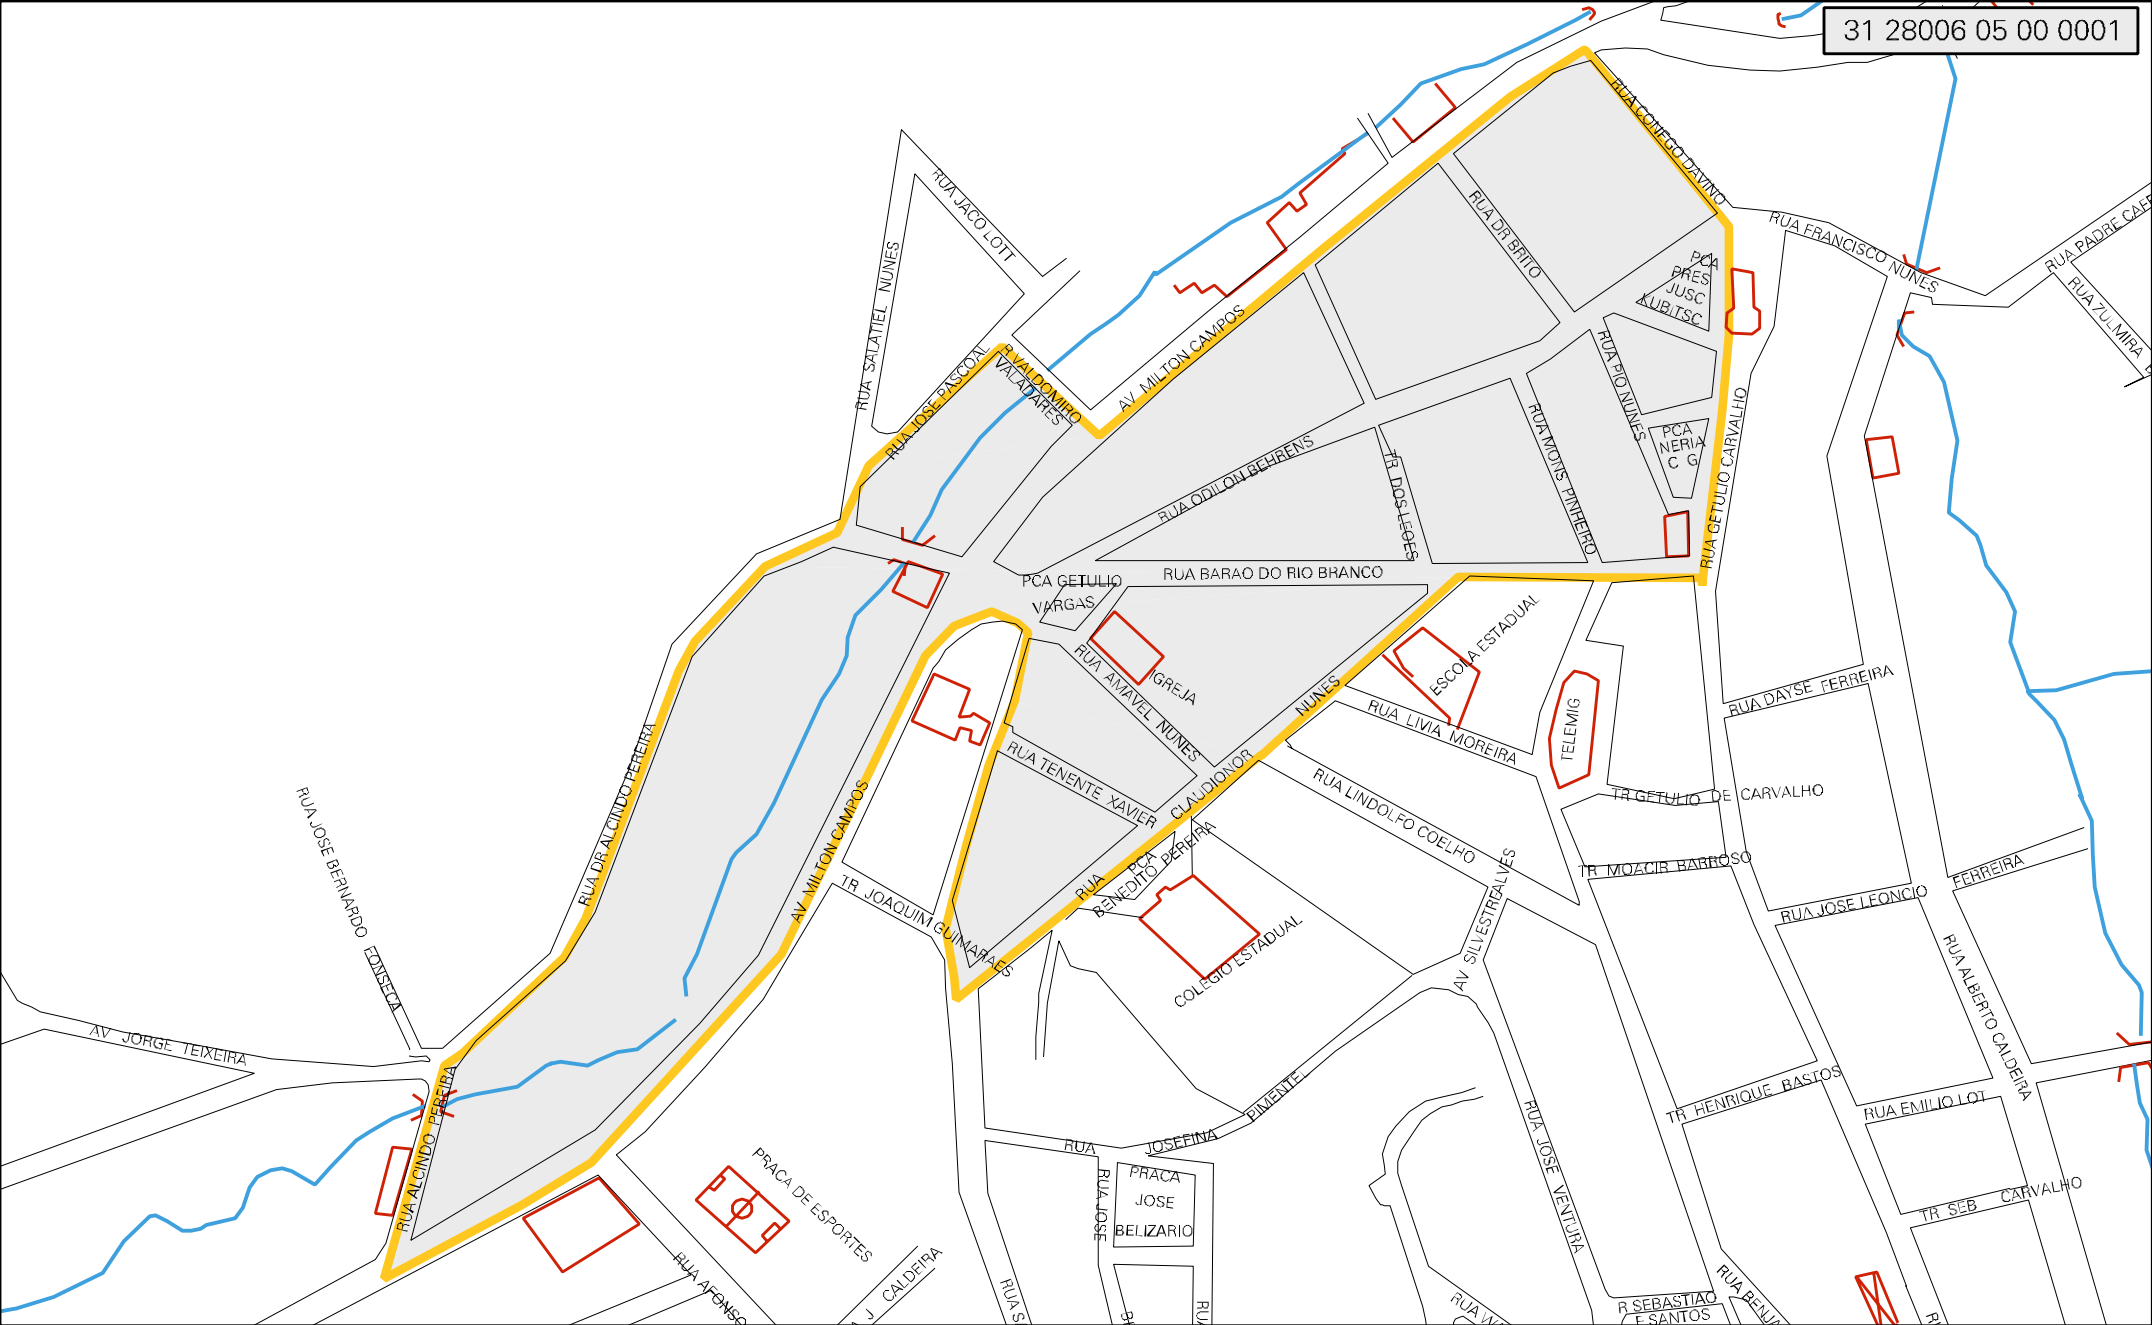 31 28006 05 00 0001
RUA CONEGO DAVINO
RUA JACO LOTT
RUA SALATIEL NUNES
RUA DR BRITO
RUA FRANCISCO NUNES
RUA PADRE
RUA ZULMIRA
PCA
PRES
JUSC
KUBITSC
AV MILTON CAMPOS
R VALDOMIRO
VALADARES
RUA JOSE PASCOAL
RUA PIO NUNES
RUA MONS PINHEIRO
PCA
NERIA
C G
RUA GETULIO CARVALHO
RUA ODILON BEHRENS
TR DOS LEOES
RUA BARAO DO RIO BRANCO
PCA GETULIO
VARGAS
IGREJA
RUA AMAVEL NUNES
ESCOLA ESTADUAL
RUA TENENTE XAVIER
RUA CLAUDIONOR NUNES
RUA LIVIA MOREIRA
TELEMIG
RUA DAYSE FERREIRA
RUA LINDOLFO COELHO
TR GETULIO DE CARVALHO
TR MOACIR BARROSO
RUA JOSE LEONCIO
FERREIRA
RUA DR ALCINDO PEREIRA
AV MILTON CAMPOS
TR JOAQUIM GUIMARAES
PCA
BENEDITO PEREIRA
COLEGIO ESTADUAL
AV SILVESTRE ALVES
RUA ALBERTO CALDEIRA
RUA JOSE BERNARDO FONSECA
AV JORGE TEIXEIRA
RUA ALCINDO PEREIRA
RUA JOSEFINA PIMENTEL
TR HENRIQUE BASTOS
RUA EMILIO LOT
RUA JOSE VENTURA
PRACA DE ESPORTES
PRACA
JOSE
BELIZARIO
RUA JOSE
TR SEB CARVALHO
RUA AFONSO
J CALDEIRA
RUA S
RUA
RUA W
R SEBASTIAO
F SANTOS
RUA BENJA